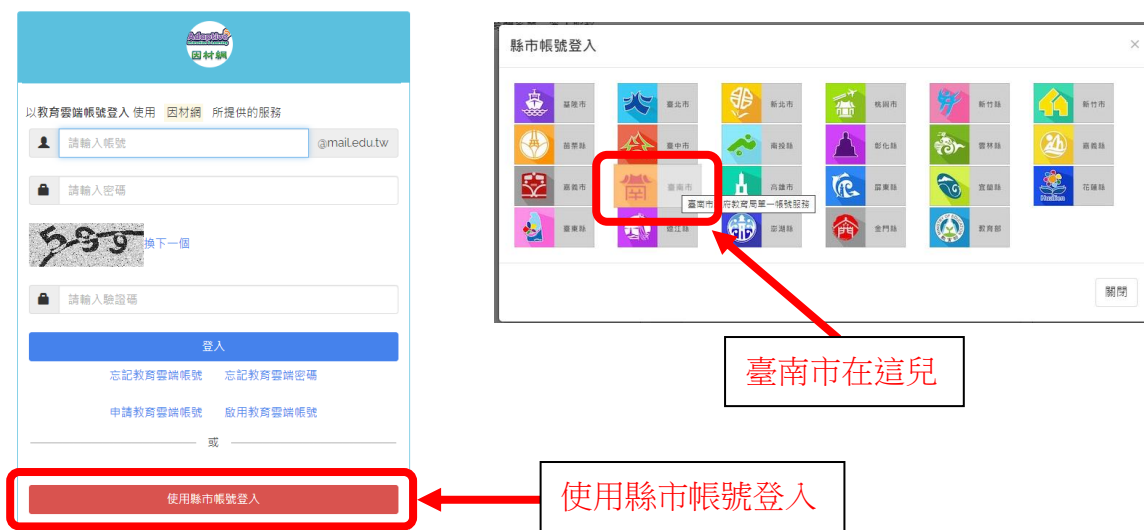 Adaptive
因材網
以教育雲端帳號登入 使用 因材網 所提供的服務
請輸入帳號 @mail.edu.tw
請輸入密碼
599 換下一個
請輸入驗證碼
登入
忘記教育雲端帳號 忘記教育雲端密碼
申請教育雲端帳號 啟用教育雲端帳號
或
使用縣市帳號登入
縣市帳號登入 ×
基隆市 臺北市 新北市 桃園市 新竹縣 新竹市
苗栗縣 臺中市 南投縣 彰化縣 雲林縣 嘉義縣
嘉義市 臺南市 高雄市 屏東縣 宜蘭縣 花蓮縣
Hualien
臺南市政府教育局單一帳號服務
臺東縣 連江縣 澎湖縣 金門縣 教育部
關閉
臺南市在這兒
使用縣市帳號登入